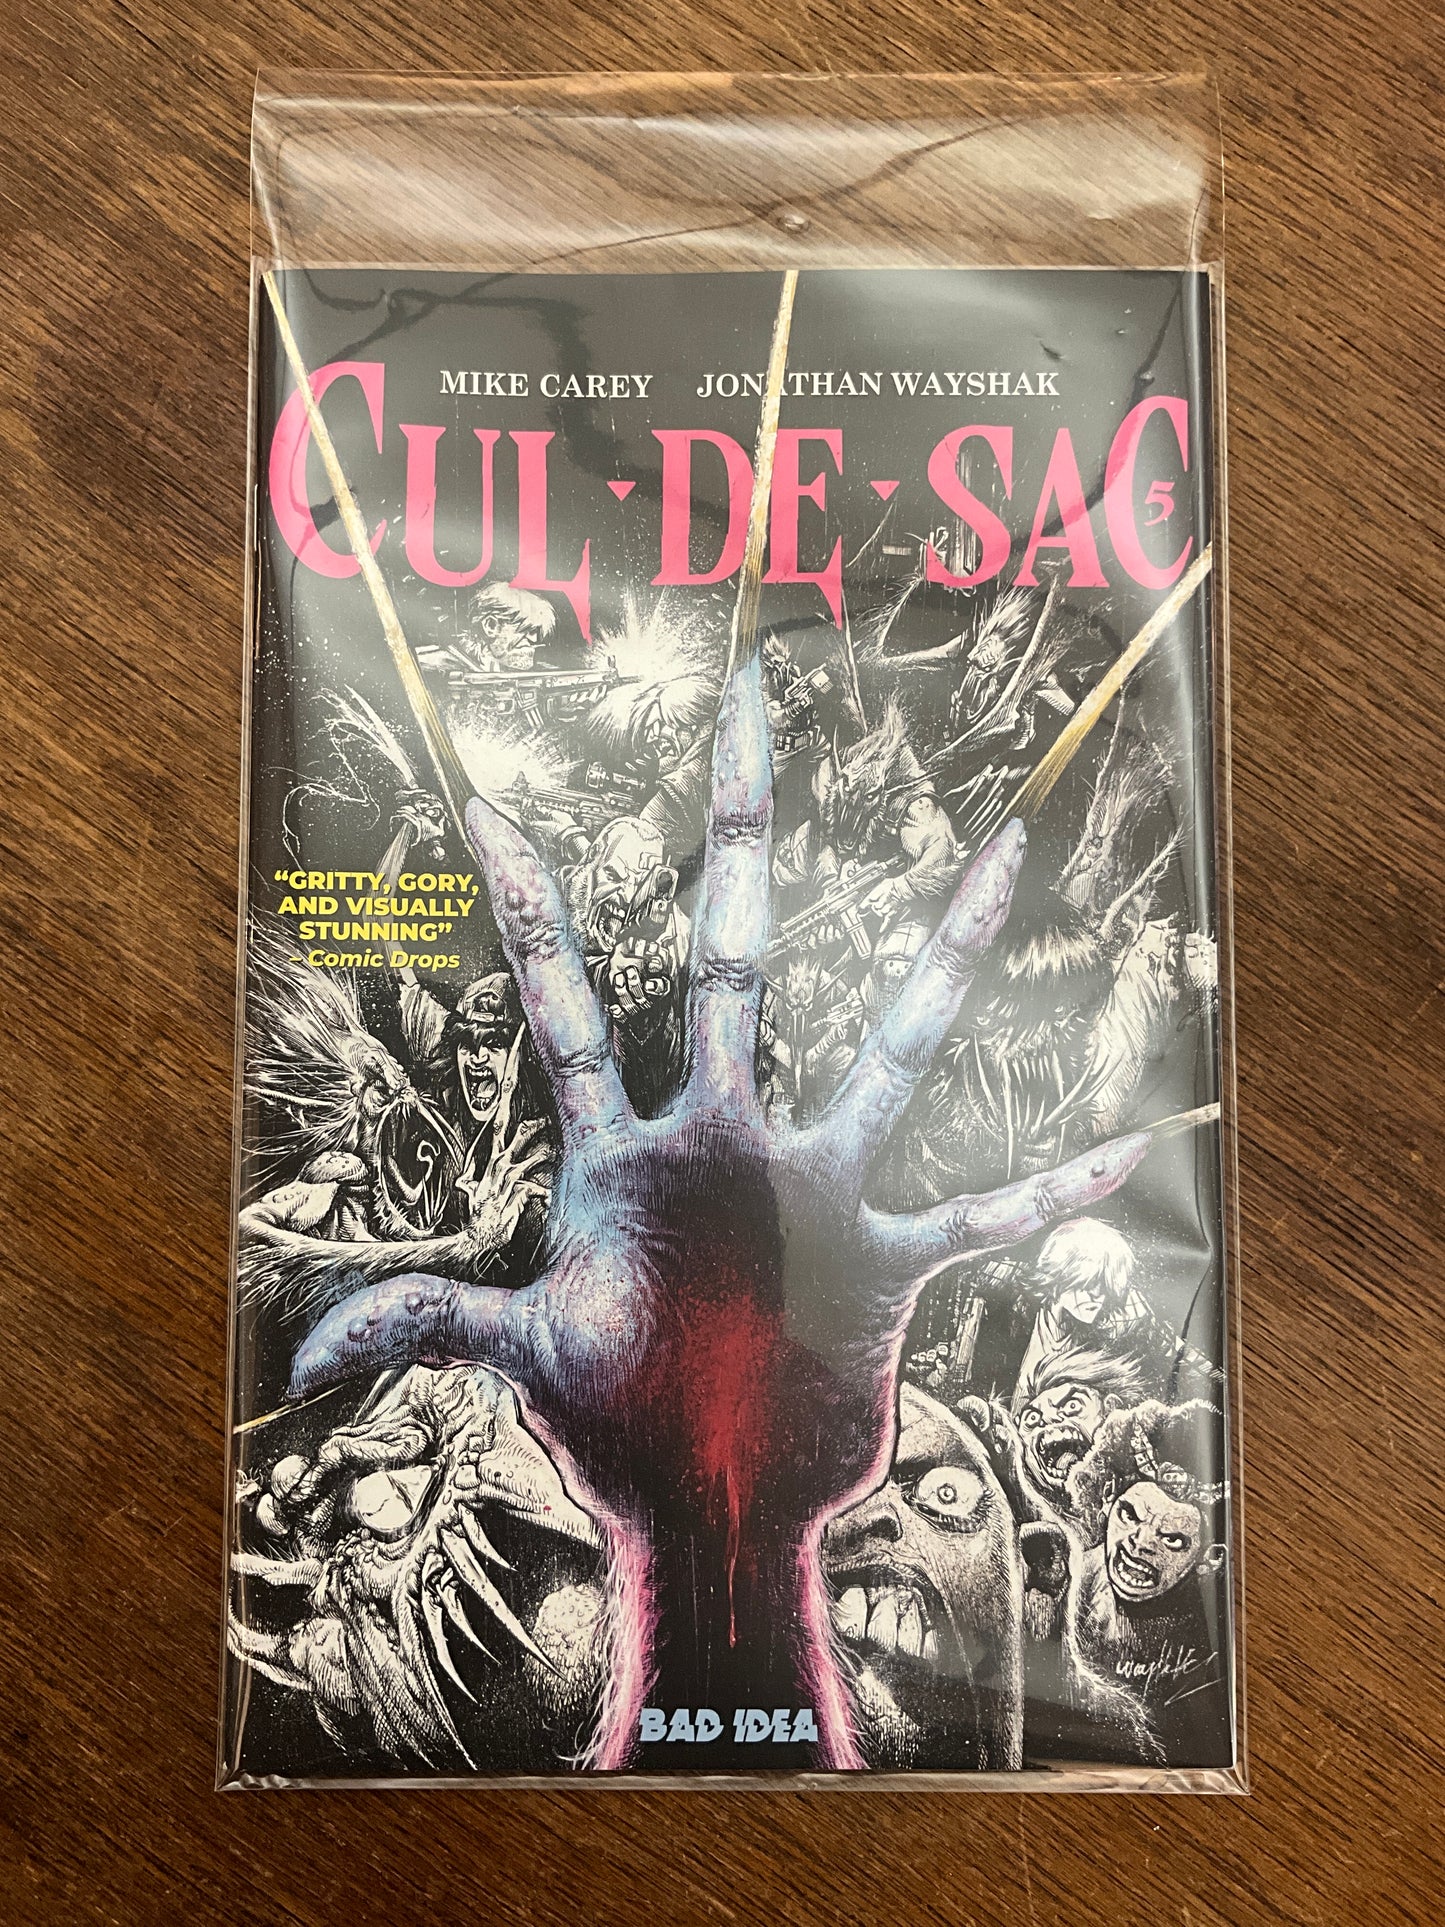 MIKE CAREY JONATHAN WAYSHAK
CUL·DE·SAC
5
“GRITTY, GORY,
AND VISUALLY
STUNNING”
– Comic Drops
BAD IDEA